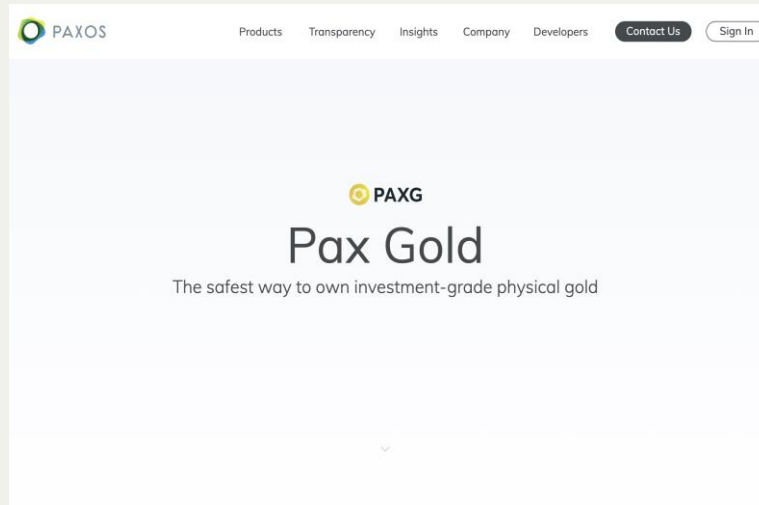 PAXOS Products Transparency Insights Company Developers Contact Us Sign In
PAXG
Pax Gold
The safest way to own investment-grade physical gold